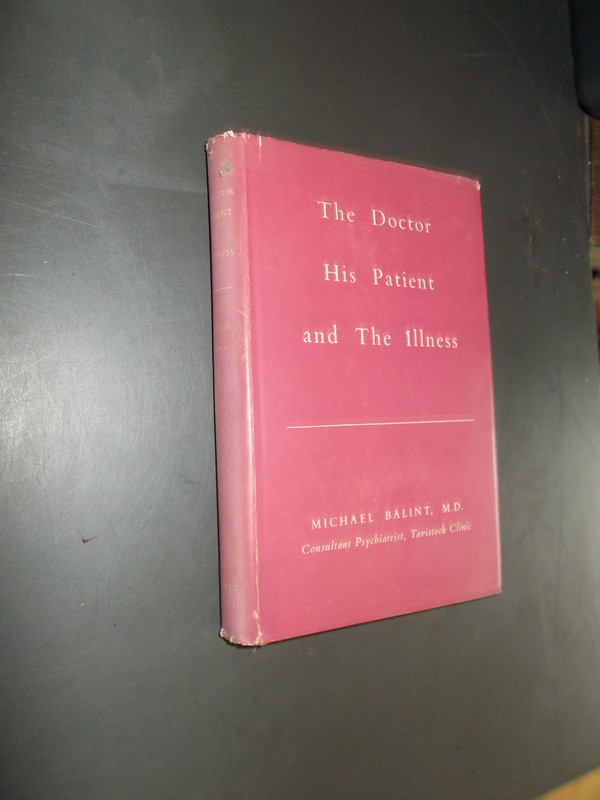 The Doctor
His Patient
and The Illness
MICHAEL BALINT, M.D.
Consultant Psychiatrist, Tavistock Clinic